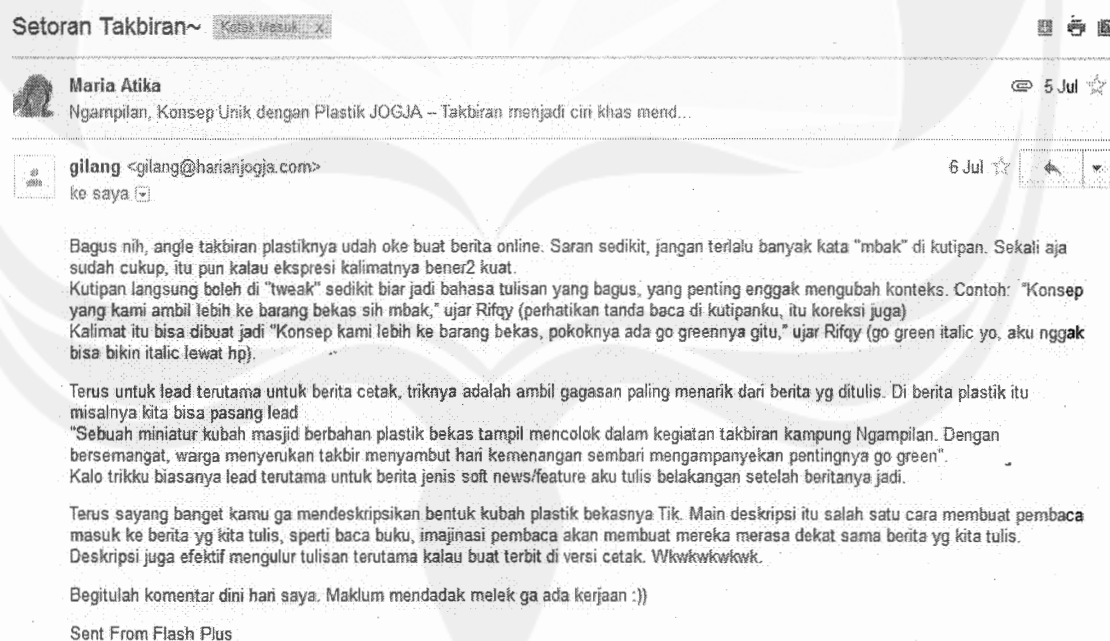 Setoran Takbiran~ Kotak Masuk x
Maria Atika 5 Jul
Ngampilan, Konsep Unik dengan Plastik JOGJA – Takbiran menjadi ciri khas mend...
gilang <gilang@harianjogja.com> 6 Jul
ke saya
Bagus nih, angle takbiran plastiknya udah oke buat berita online. Saran sedikit, jangan terlalu banyak kata "mbak" di kutipan. Sekali aja
sudah cukup, itu pun kalau ekspresi kalimatnya bener2 kuat.
Kutipan langsung boleh di "tweak" sedikit biar jadi bahasa tulisan yang bagus, yang penting enggak mengubah konteks. Contoh: "Konsep
yang kami ambil lebih ke barang bekas sih mbak," ujar Rifqy (perhatikan tanda baca di kutipanku, itu koreksi juga)
Kalimat itu bisa dibuat jadi "Konsep kami lebih ke barang bekas, pokoknya ada go greennya gitu," ujar Rifqy (go green italic yo, aku nggak
bisa bikin italic lewat hp).
Terus untuk lead terutama untuk berita cetak, triknya adalah ambil gagasan paling menarik dari berita yg ditulis. Di berita plastik itu
misalnya kita bisa pasang lead
"Sebuah miniatur kubah masjid berbahan plastik bekas tampil mencolok dalam kegiatan takbiran kampung Ngampilan. Dengan
bersemangat, warga menyerukan takbir menyambut hari kemenangan sembari mengampanyekan pentingnya go green".
Kalo trikku biasanya lead terutama untuk berita jenis soft news/feature aku tulis belakangan setelah beritanya jadi.
Terus sayang banget kamu ga mendeskripsikan bentuk kubah plastik bekasnya Tik. Main deskripsi itu salah satu cara membuat pembaca
masuk ke berita yg kita tulis, sperti baca buku, imajinasi pembaca akan membuat mereka merasa dekat sama berita yg kita tulis.
Deskripsi juga efektif mengulur tulisan terutama kalau buat terbit di versi cetak. Wkwkwkwkwk.
Begitulah komentar dini hari saya. Maklum mendadak melek ga ada kerjaan :))
Sent From Flash Plus